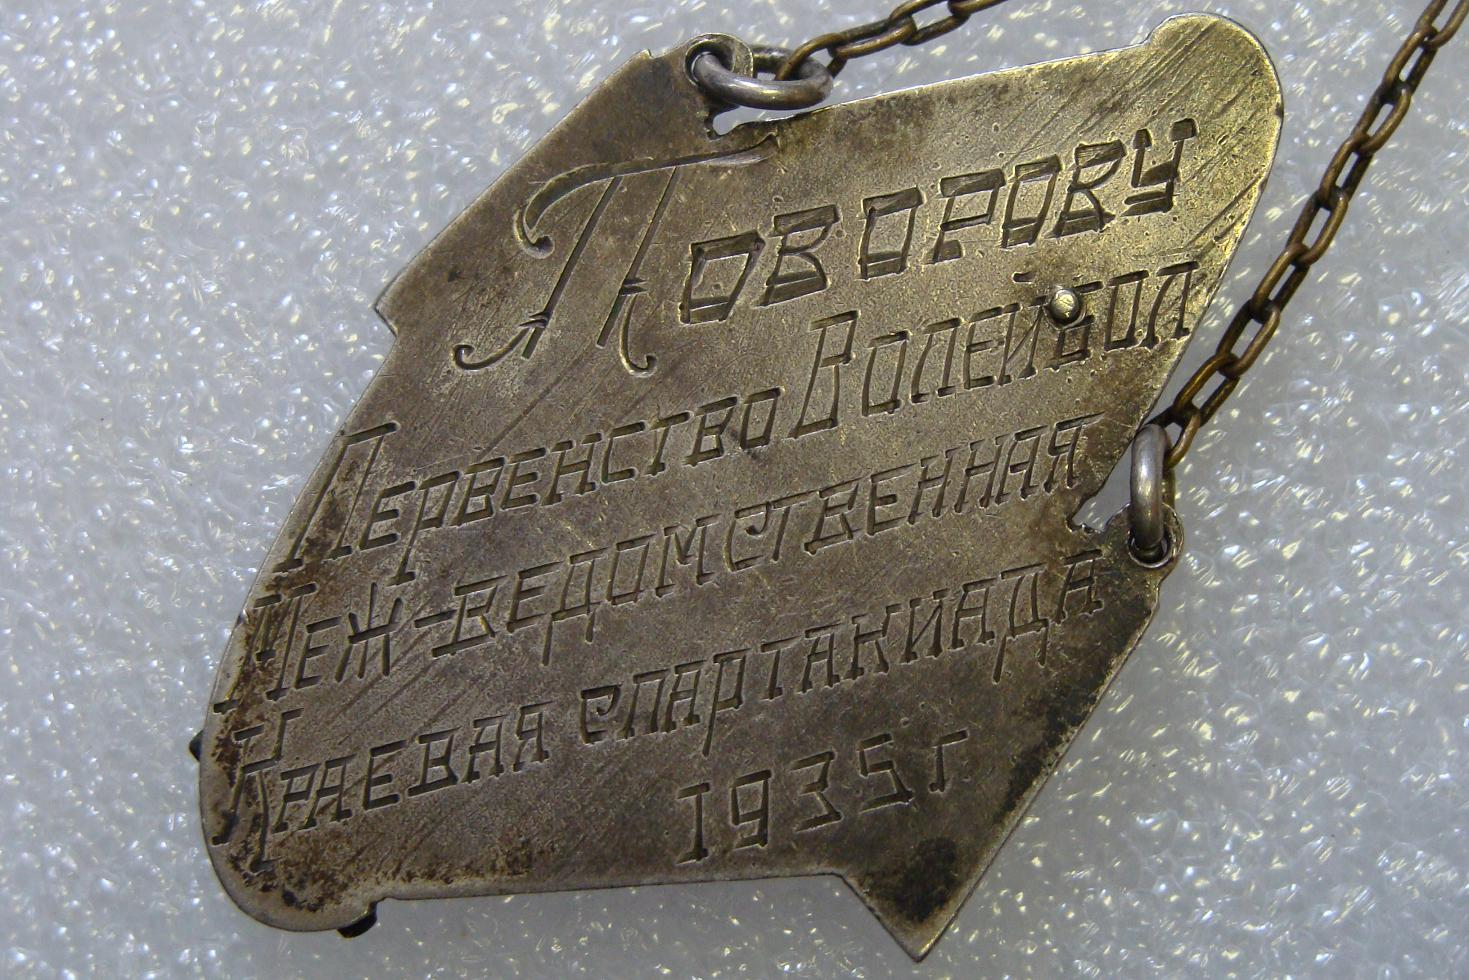 Поворову
Первенство Волейбол
Меж-ведомственная
Краевая спартакиада
1935 г